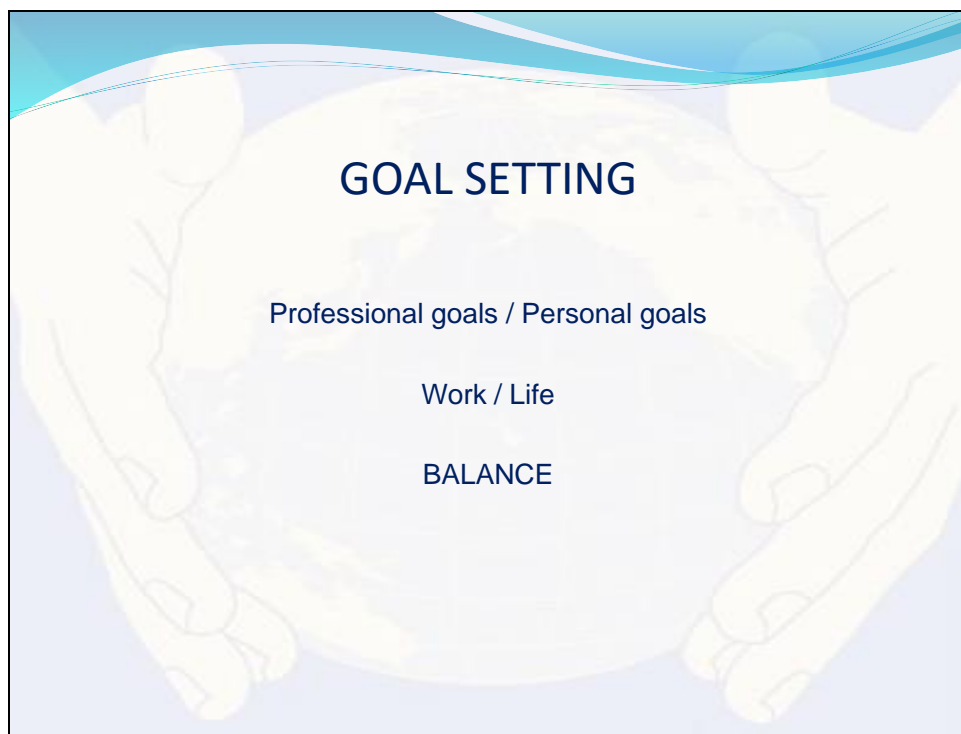 GOAL SETTING
Professional goals / Personal goals
Work / Life
BALANCE